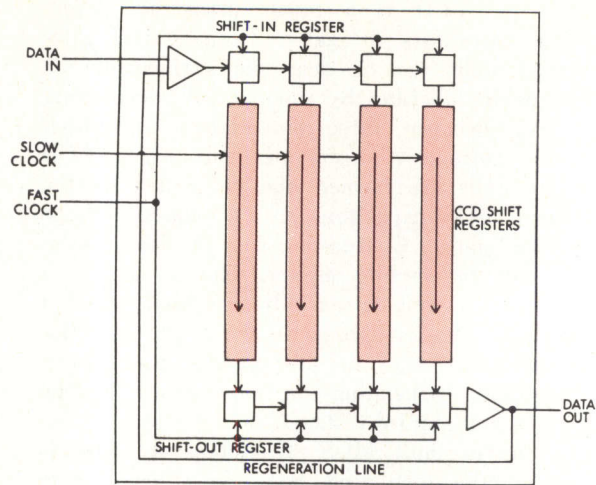 SHIFT-IN REGISTER
DATA
IN
SLOW
CLOCK
FAST
CLOCK
CCD SHIFT
REGISTERS
DATA
OUT
SHIFT-OUT REGISTER
REGENERATION LINE